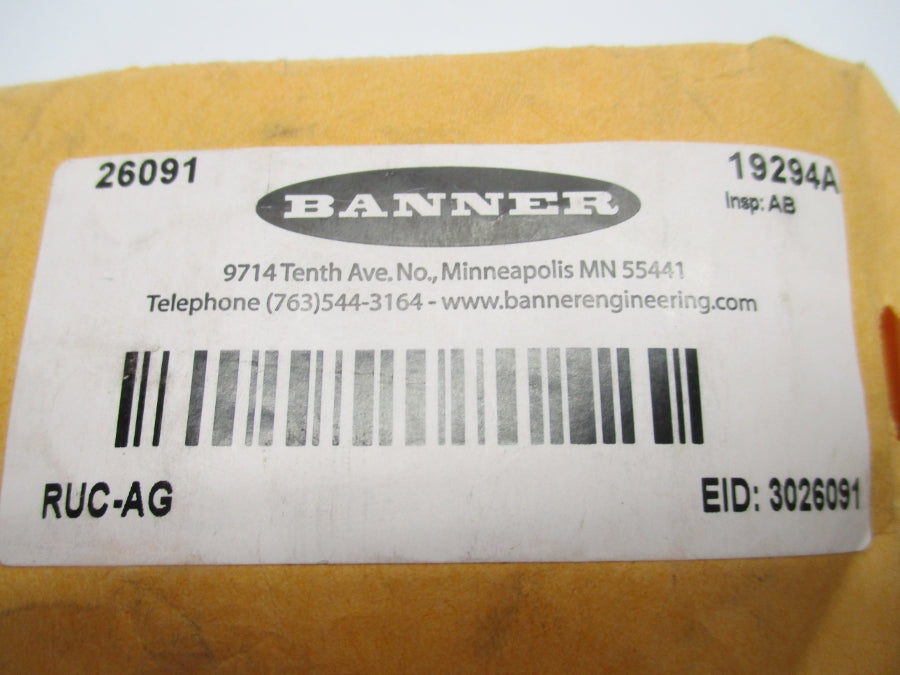 26091
BANNER
19294A
Insp: AB
9714 Tenth Ave. No., Minneapolis MN 55441
Telephone (763)544-3164 - www.bannerengineering.com
RUC-AG
EID: 3026091